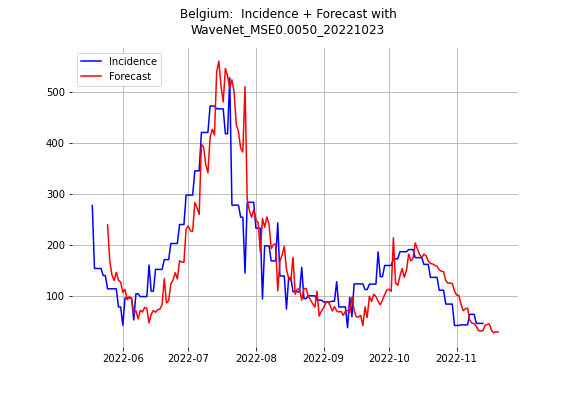 Belgium:  Incidence + Forecast with
WaveNet_MSE0.0050_20221023
Incidence
Forecast
500
400
300
200
100
2022-06 2022-07 2022-08 2022-09 2022-10 2022-11